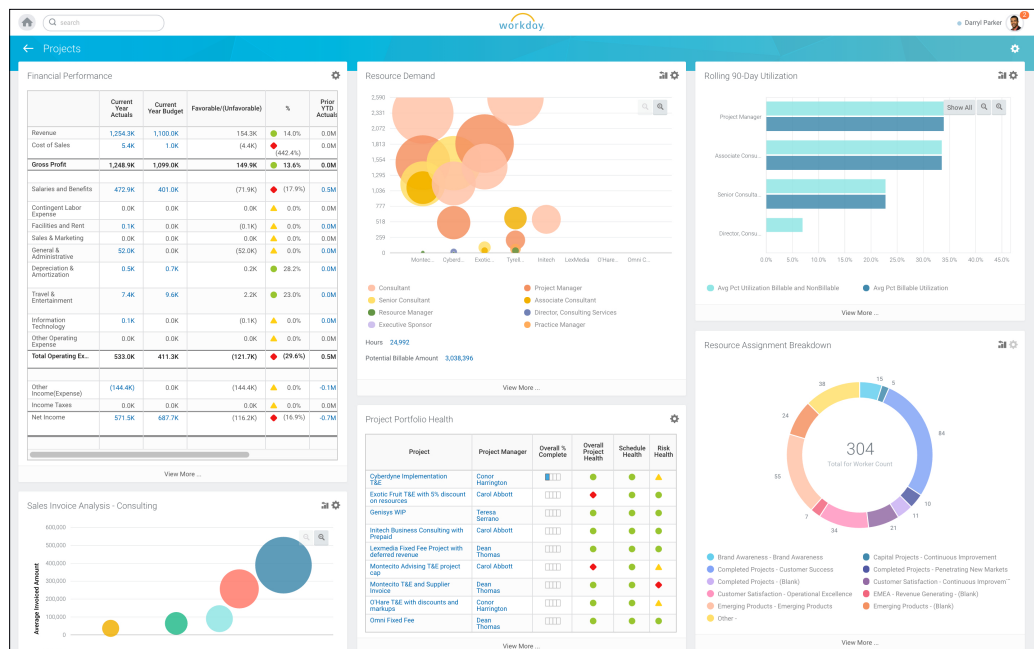 search
workday.
Darryl Parker
2
Projects
Financial Performance
Current Year Actuals Current Year Budget Favorable/(Unfavorable) % Prior YTD Actuals
Revenue 1,254.3K 1,100.0K 154.3K 14.0% 0.0M
Cost of Sales 5.4K 1.0K (4.4K) (442.4%) 0.0M
Gross Profit 1,248.9K 1,099.0K 149.9K 13.6% 0.0M
Salaries and Benefits 472.9K 401.0K (71.9K) (17.9%) 0.5M
Contingent Labor Expense 0.0K 0.0K 0.0K 0.0% 0.0M
Facilities and Rent 0.1K 0.0K (0.1K) 0.0% 0.0M
Sales & Marketing 0.0K 0.0K 0.0K 0.0% 0.0M
General & Administrative 52.0K 0.0K (52.0K) 0.0% 0.0M
Depreciation & Amortization 0.5K 0.7K 0.2K 28.2% 0.0M
Travel & Entertainment 7.4K 9.6K 2.2K 23.0% 0.0M
Information Technology 0.1K 0.0K (0.1K) 0.0% 0.0M
Other Operating Expense 0.0K 0.0K 0.0K 0.0% 0.0M
Total Operating Ex... 533.0K 411.3K (121.7K) (29.6%) 0.5M
Other Income(Expense) (144.4K) 0.0K (144.4K) 0.0% -0.1M
Income Taxes 0.0K 0.0K 0.0K 0.0% 0.0M
Net Income 571.5K 687.7K (116.2K) (16.9%) -0.7M
View More ...
Sales Invoice Analysis - Consulting
Average Invoiced Amount
600,000
500,000
400,000
300,000
200,000
100,000
0
Resource Demand
2,590
2,331
2,072
1,813
1,554
1,295
1,036
777
518
259
0
Montec... Cyberd... Exotic... Tyrell... Initech LexMedia O'Hare... Omni C...
Consultant Project Manager
Senior Consultant Associate Consultant
Resource Manager Director, Consulting Services
Executive Sponsor Practice Manager
Hours 24,992
Potential Billable Amount 3,038,396
View More ...
Project Portfolio Health
Project Project Manager Overall % Complete Overall Project Health Schedule Health Risk Health
Cyberdyne Implementation T&E Conor Harrington
Exotic Fruit T&E with 5% discount on resources Carol Abbott
Genisys WIP Teresa Serrano
Initech Business Consulting with Prepaid Carol Abbott
Lexmedia Fixed Fee Project with deferred revenue Dean Thomas
Montecito Advising T&E project cap Carol Abbott
Montecito T&E and Supplier Invoice Dean Thomas
O'Hare T&E with discounts and markups Conor Harrington
Omni Fixed Fee Dean Thomas
View More ...
Rolling 90-Day Utilization
Show All
Project Manager
Associate Consu...
Senior Consulta...
Director, Consu...
0.0% 5.0% 10.0% 15.0% 20.0% 25.0% 30.0% 35.0% 40.0% 45.0%
Avg Pct Utilization Billable and NonBillable Avg Pct Billable Utilization
View More ...
Resource Assignment Breakdown
15
5
84
10
11
21
34
7
55
24
38
304
Total for Worker Count
Brand Awareness - Brand Awareness Capital Projects - Continuous Improvement
Completed Projects - Customer Success Completed Projects - Penetrating New Markets
Completed Projects - (Blank) Customer Satisfaction - Continuous Improvem...
Customer Satisfaction - Operational Excellence EMEA - Revenue Generating - (Blank)
Emerging Products - Emerging Products Emerging Products - (Blank)
Other -
View More ...